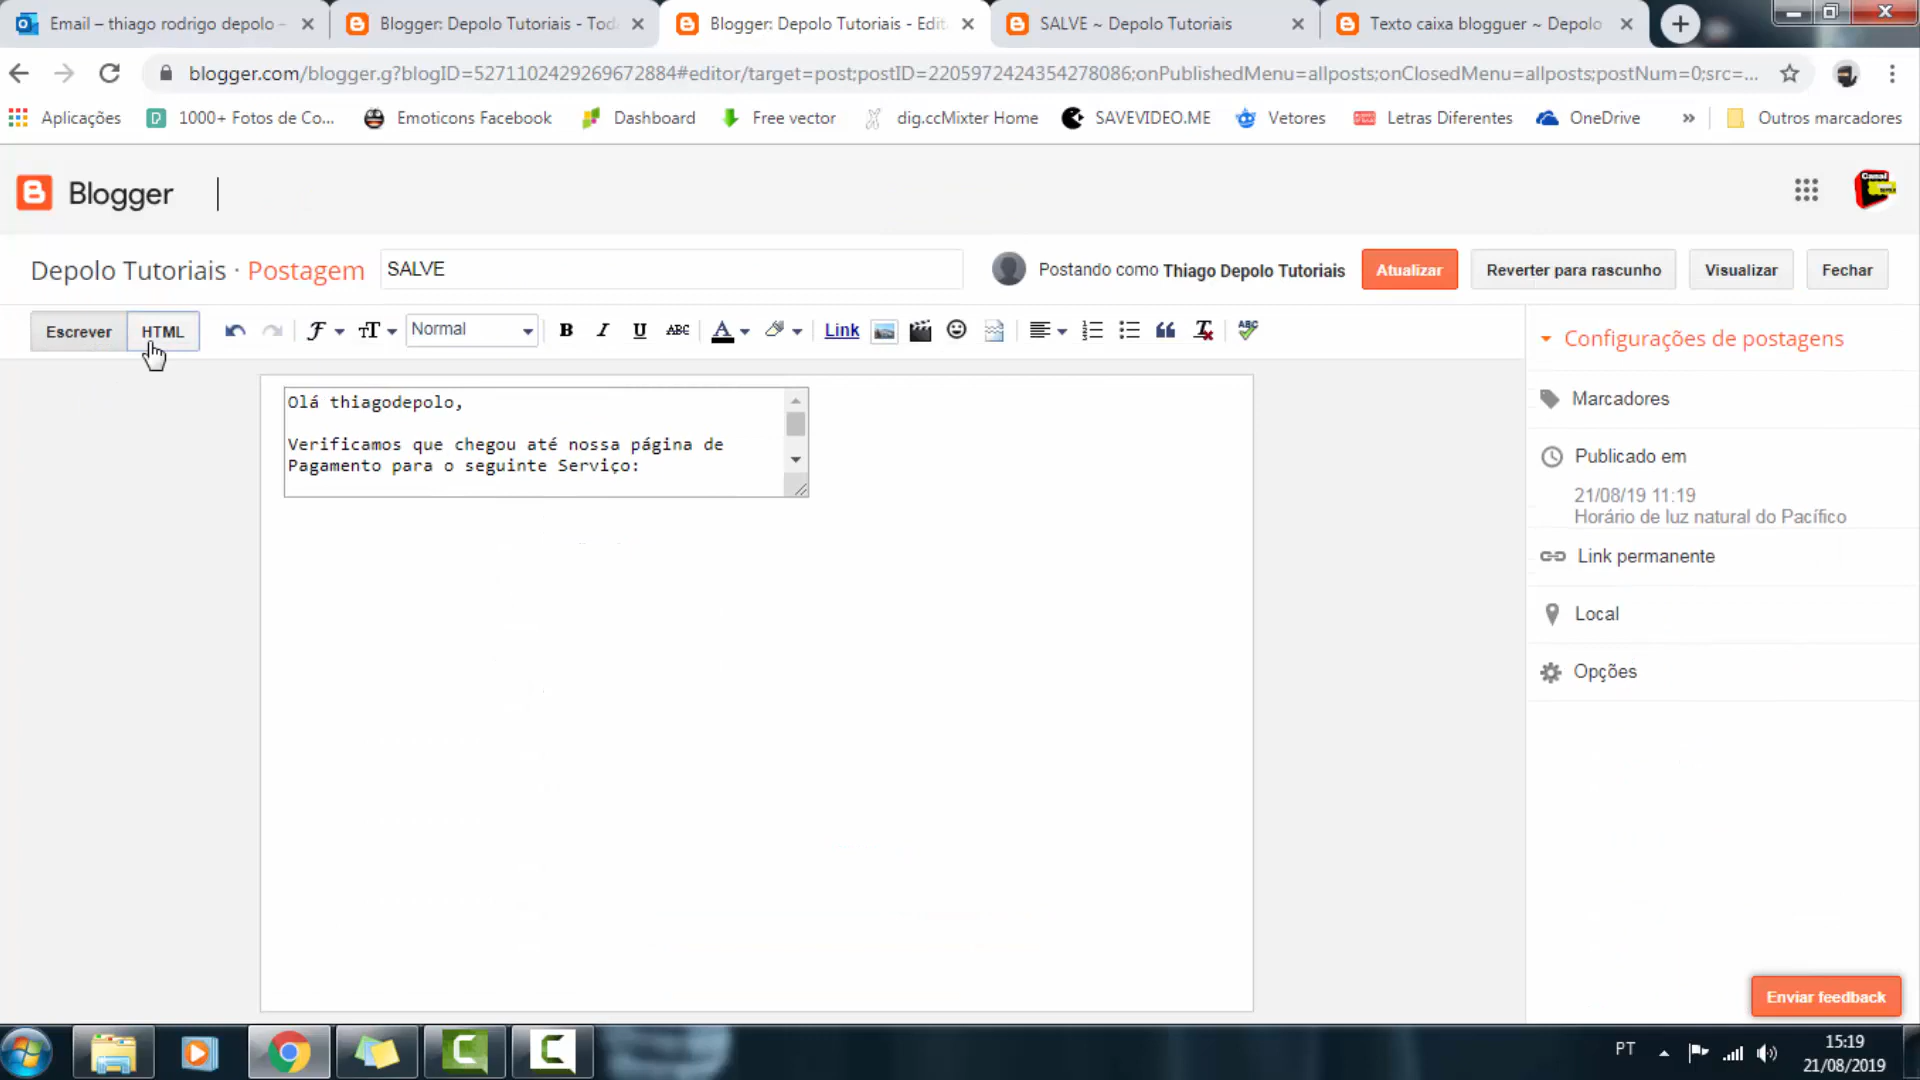 Email – thiago rodrigo depolo –
Blogger: Depolo Tutoriais - Tod
Blogger: Depolo Tutoriais - Edit
SALVE ~ Depolo Tutoriais
Texto caixa blogguer ~ Depolo
blogger.com/blogger.g?blogID=5271102429269672884#editor/target=post;postID=2205972424354278086;onPublishedMenu=allposts;onClosedMenu=allposts;postNum=0;src=...
Aplicações
1000+ Fotos de Co...
Emoticons Facebook
Dashboard
Free vector
dig.ccMixter Home
SAVEVIDEO.ME
Vetores
Letras Diferentes
OneDrive
»
Outros marcadores
Blogger
Depolo Tutoriais · Postagem
SALVE
Postando como Thiago Depolo Tutoriais
Atualizar
Reverter para rascunho
Visualizar
Fechar
Escrever
HTML
Normal
B I U ABC A
Link
ABC
Olá thiagodepolo,
Verificamos que chegou até nossa página de
Pagamento para o seguinte Serviço:
Configurações de postagens
Marcadores
Publicado em
21/08/19 11:19
Horário de luz natural do Pacífico
Link permanente
Local
Opções
Enviar feedback
PT
15:19
21/08/2019